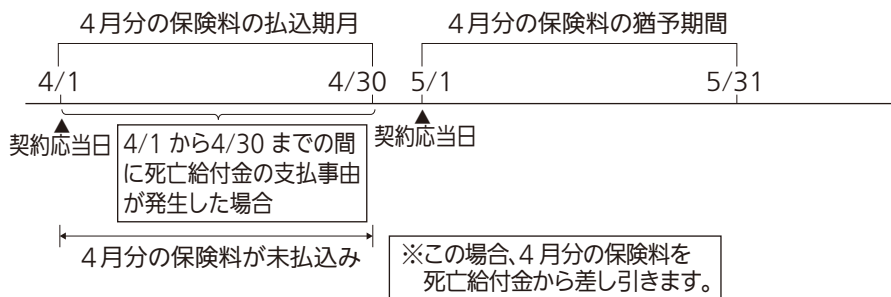 ４月分の保険料の払込期月
４月分の保険料の猶予期間
4/1
4/30
5/1
5/31
契約応当日
4/1 から4/30 までの間
に死亡給付金の支払事由
が発生した場合
契約応当日
４月分の保険料が未払込み
※この場合、４月分の保険料を
死亡給付金から差し引きます。